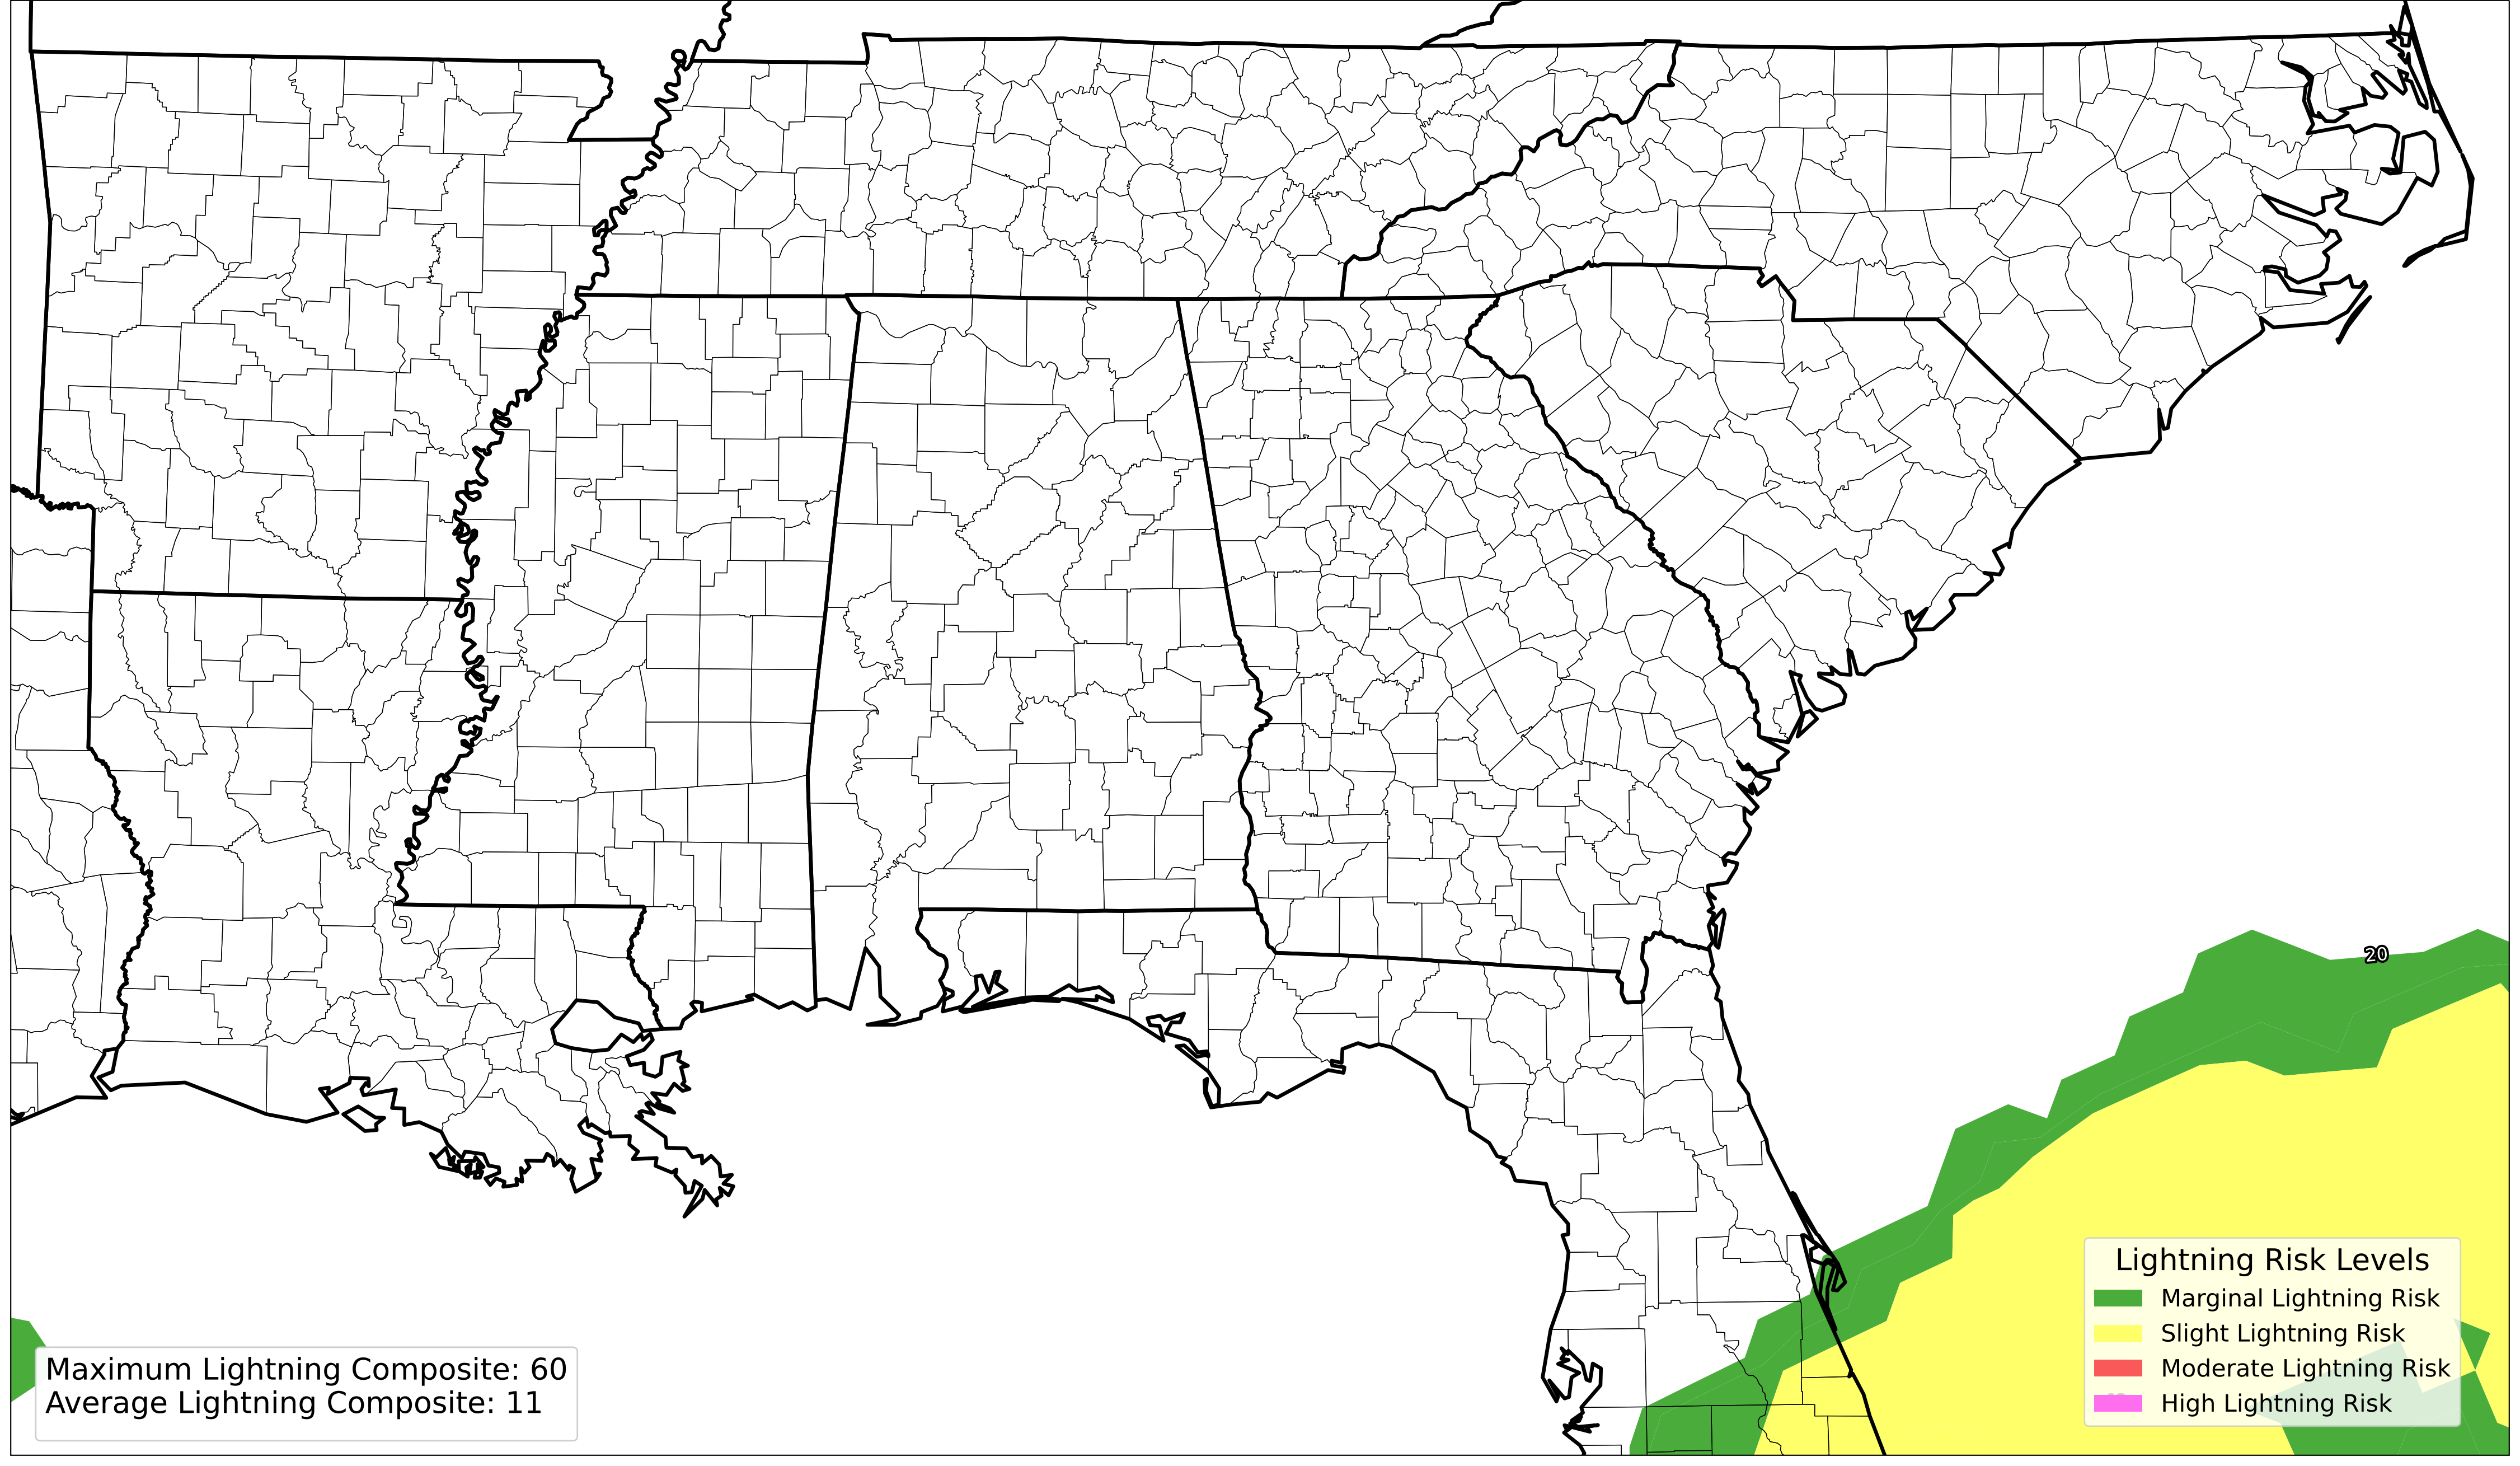 20
Lightning Risk Levels
Marginal Lightning Risk
Slight Lightning Risk
Moderate Lightning Risk
High Lightning Risk
Maximum Lightning Composite: 60
Average Lightning Composite: 11